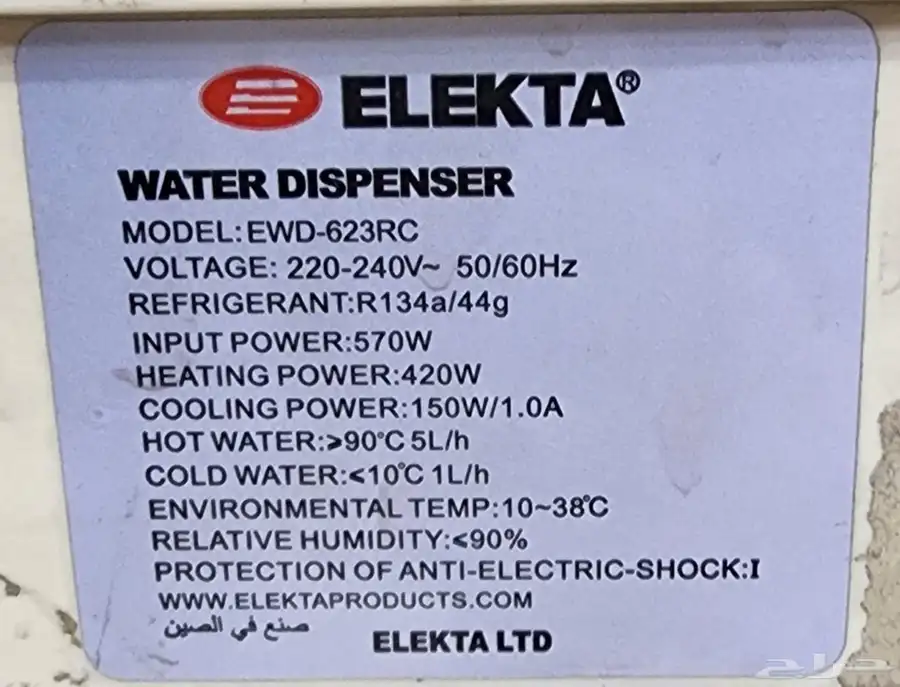 ELEKTA®
WATER DISPENSER
MODEL:EWD-623RC
VOLTAGE: 220-240V~ 50/60Hz
REFRIGERANT:R134a/44g
INPUT POWER:570W
HEATING POWER:420W
COOLING POWER:150W/1.0A
HOT WATER:≥90℃ 5L/h
COLD WATER:≤10℃ 1L/h
ENVIRONMENTAL TEMP:10~38℃
RELATIVE HUMIDITY:≤90%
PROTECTION OF ANTI-ELECTRIC-SHOCK:I
WWW.ELEKTAPRODUCTS.COM
صنع في الصين
ELEKTA LTD
حراج